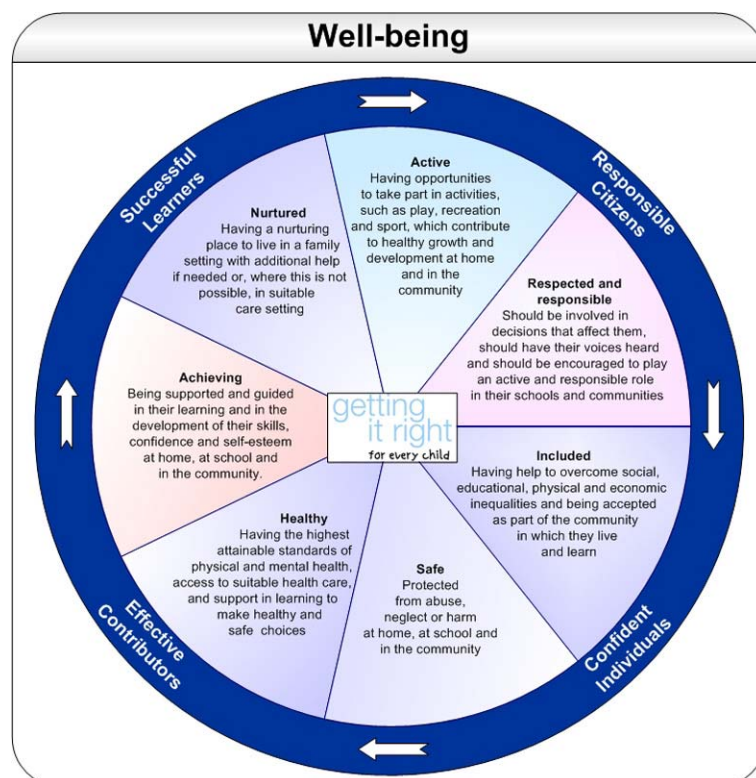 Well-being
Successful
Learners
Responsible
Citizens
Active
Having opportunities
to take part in activities,
such as play, recreation
and sport, which contribute
to healthy growth and
development at home
and in the
community
Nurtured
Having a nurturing
place to live in a family
setting with additional help
if needed or, where this is not
possible, in suitable
care setting
Respected and
responsible
Should be involved in
decisions that affect them,
should have their voices heard
and should be encouraged to play
an active and responsible role
in their schools and communities
Achieving
Being supported and guided
in their learning and in the
development of their skills,
confidence and self-esteem
at home, at school and
in the community.
getting
it right
for every child
Included
Having help to overcome social,
educational, physical and economic
inequalities and being accepted
as part of the community
in which they live
and learn
Healthy
Having the highest
attainable standards of
physical and mental health,
access to suitable health care,
and support in learning to
make healthy and
safe choices
Safe
Protected
from abuse,
neglect or harm
at home, at school and
in the community
Effective
Contributors
Confident
Individuals